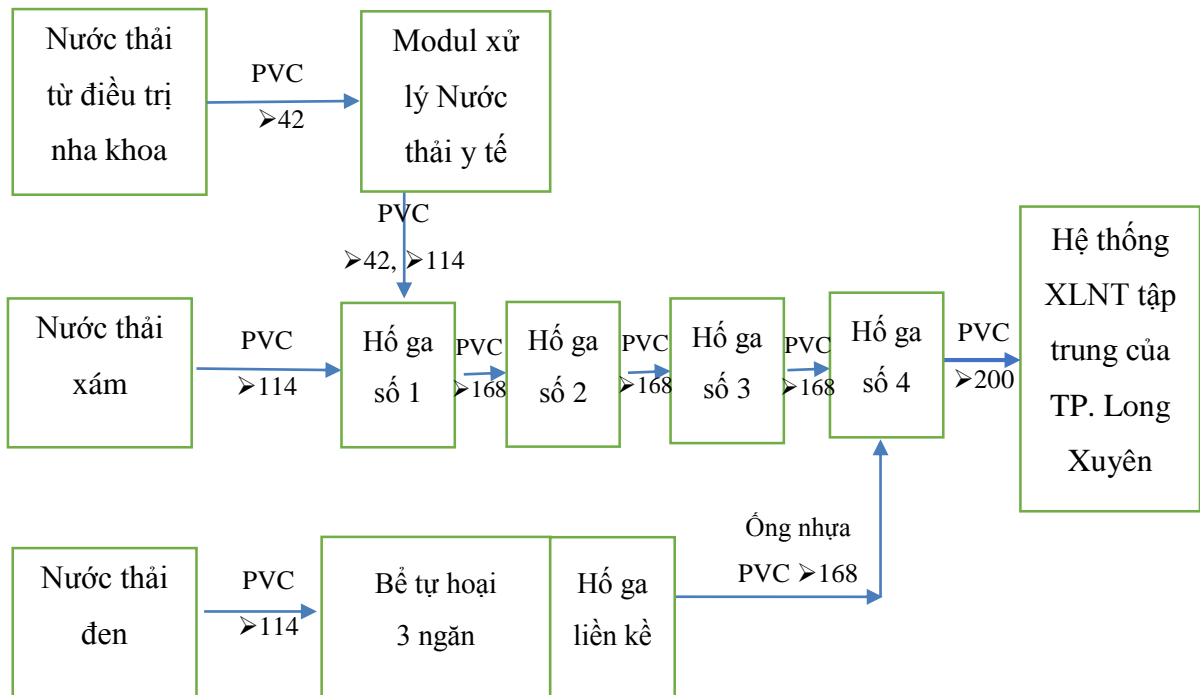 Nước thải
từ điều trị
nha khoa
PVC
➢42
Modul xử
lý Nước
thải y tế
PVC
➢42, ➢114
Nước thải
xám
PVC
➢114
Hố ga
số 1
PVC
➢168
Hố ga
số 2
PVC
➢168
Hố ga
số 3
PVC
➢168
Hố ga
số 4
PVC
➢200
Hệ thống
XLNT tập
trung của
TP. Long
Xuyên
Nước thải
đen
PVC
➢114
Bể tự hoại
3 ngăn
Hố ga
liền kề
Ống nhựa
PVC ➢168